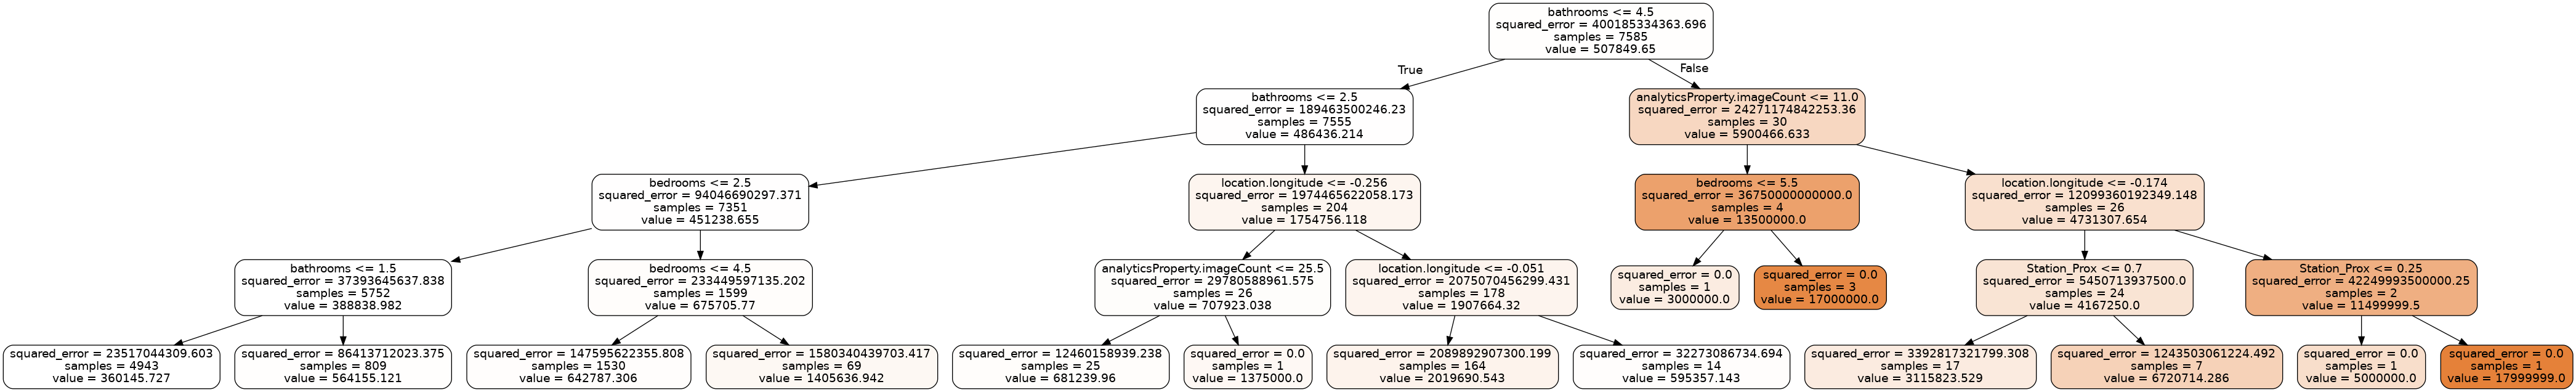 bathrooms <= 4.5
squared_error = 400185334363.696
samples = 7585
value = 507849.65
True
False
bathrooms <= 2.5
squared_error = 189463500246.23
samples = 7555
value = 486436.214
analyticsProperty.imageCount <= 11.0
squared_error = 24271174842253.36
samples = 30
value = 5900466.633
bedrooms <= 2.5
squared_error = 94046690297.371
samples = 7351
value = 451238.655
location.longitude <= -0.256
squared_error = 1974465622058.173
samples = 204
value = 1754756.118
bedrooms <= 5.5
squared_error = 36750000000000.0
samples = 4
value = 13500000.0
location.longitude <= -0.174
squared_error = 12099360192349.148
samples = 26
value = 4731307.654
bathrooms <= 1.5
squared_error = 37393645637.838
samples = 5752
value = 388838.982
bedrooms <= 4.5
squared_error = 233449597135.202
samples = 1599
value = 675705.77
analyticsProperty.imageCount <= 25.5
squared_error = 29780588961.575
samples = 26
value = 707923.038
location.longitude <= -0.051
squared_error = 2075070456299.431
samples = 178
value = 1907664.32
squared_error = 0.0
samples = 1
value = 3000000.0
squared_error = 0.0
samples = 3
value = 17000000.0
Station_Prox <= 0.7
squared_error = 5450713937500.0
samples = 24
value = 4167250.0
Station_Prox <= 0.25
squared_error = 42249993500000.25
samples = 2
value = 11499999.5
squared_error = 23517044309.603
samples = 4943
value = 360145.727
squared_error = 86413712023.375
samples = 809
value = 564155.121
squared_error = 147595622355.808
samples = 1530
value = 642787.306
squared_error = 1580340439703.417
samples = 69
value = 1405636.942
squared_error = 12460158939.238
samples = 25
value = 681239.96
squared_error = 0.0
samples = 1
value = 1375000.0
squared_error = 2089892907300.199
samples = 164
value = 2019690.543
squared_error = 32273086734.694
samples = 14
value = 595357.143
squared_error = 3392817321799.308
samples = 17
value = 3115823.529
squared_error = 1243503061224.492
samples = 7
value = 6720714.286
squared_error = 0.0
samples = 1
value = 5000000.0
squared_error = 0.0
samples = 1
value = 17999999.0